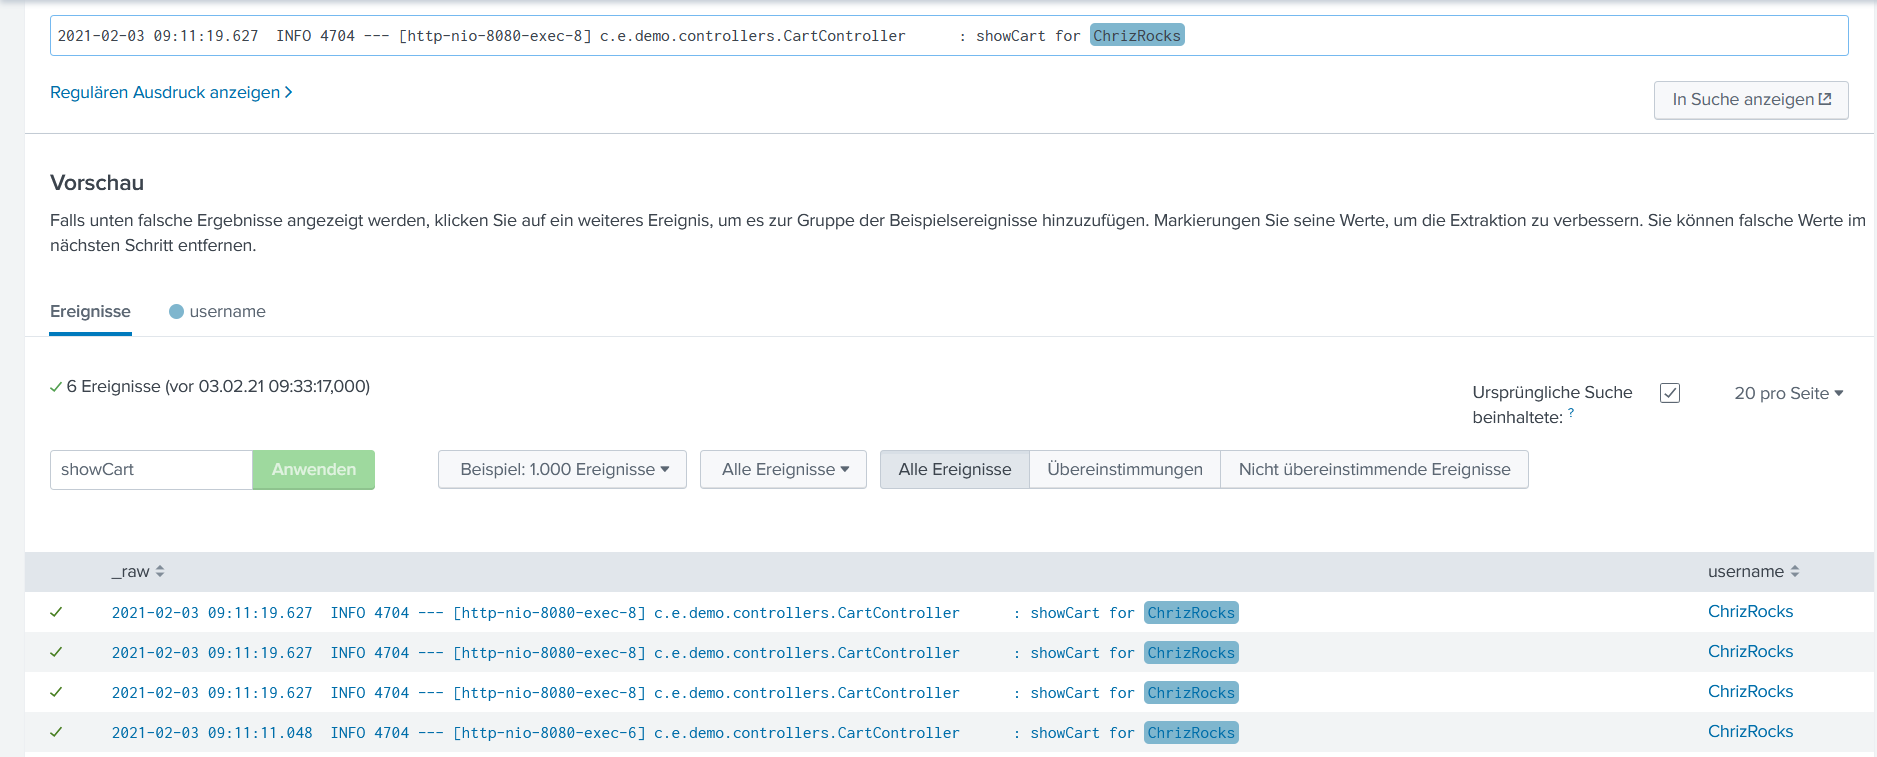 2021-02-03 09:11:19.627  INFO 4704 --- [http-nio-8080-exec-8] c.e.demo.controllers.CartController      : showCart for ChrizRocks
Regulären Ausdruck anzeigen
In Suche anzeigen
Vorschau
Falls unten falsche Ergebnisse angezeigt werden, klicken Sie auf ein weiteres Ereignis, um es zur Gruppe der Beispielsereignisse hinzuzufügen. Markierungen Sie seine Werte, um die Extraktion zu verbessern. Sie können falsche Werte im
nächsten Schritt entfernen.
Ereignisse username
6 Ereignisse (vor 03.02.21 09:33:17,000)
Ursprüngliche Suche
beinhaltete: ?
20 pro Seite
showCart Anwenden Beispiel: 1.000 Ereignisse Alle Ereignisse Alle Ereignisse Übereinstimmungen Nicht übereinstimmende Ereignisse
_raw username
2021-02-03 09:11:19.627  INFO 4704 --- [http-nio-8080-exec-8] c.e.demo.controllers.CartController      : showCart for ChrizRocks ChrizRocks
2021-02-03 09:11:19.627  INFO 4704 --- [http-nio-8080-exec-8] c.e.demo.controllers.CartController      : showCart for ChrizRocks ChrizRocks
2021-02-03 09:11:19.627  INFO 4704 --- [http-nio-8080-exec-8] c.e.demo.controllers.CartController      : showCart for ChrizRocks ChrizRocks
2021-02-03 09:11:11.048  INFO 4704 --- [http-nio-8080-exec-6] c.e.demo.controllers.CartController      : showCart for ChrizRocks ChrizRocks